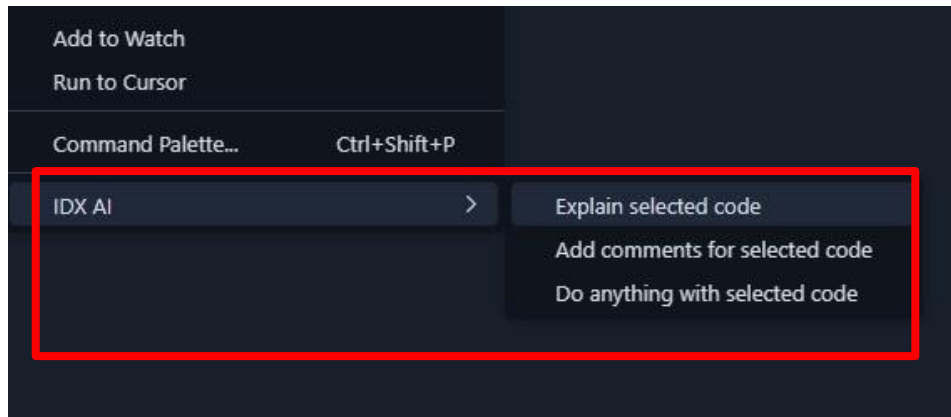 Add to Watch
Run to Cursor
Command Palette... Ctrl+Shift+P
IDX AI >
Explain selected code
Add comments for selected code
Do anything with selected code